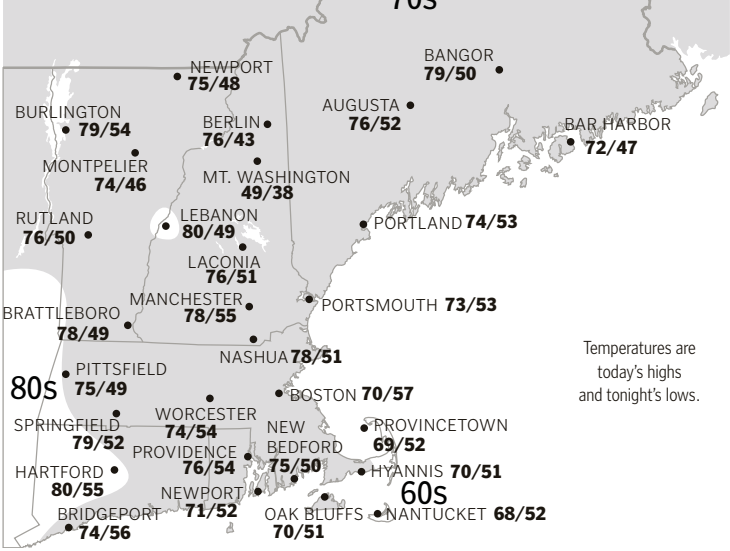 70s
BANGOR
79/50
NEWPORT
75/48
BURLINGTON
79/54
BERLIN
76/43
AUGUSTA
76/52
BAR HARBOR
72/47
MONTPELIER
74/46
MT. WASHINGTON
49/38
RUTLAND
76/50
LEBANON
80/49
PORTLAND 74/53
LACONIA
76/51
MANCHESTER
78/55
PORTSMOUTH 73/53
BRATTLEBORO
78/49
NASHUA 78/51
Temperatures are
today's highs
and tonight's lows.
80s
PITTSFIELD
75/49
BOSTON 70/57
SPRINGFIELD
79/52
WORCESTER
74/54
PROVINCETOWN
69/52
NEW
BEDFORD
75/50
PROVIDENCE
76/54
HARTFORD
80/55
HYANNIS 70/51
60s
NEWPORT
71/52
OAK BLUFFS
70/51
NANTUCKET 68/52
BRIDGEPORT
74/56